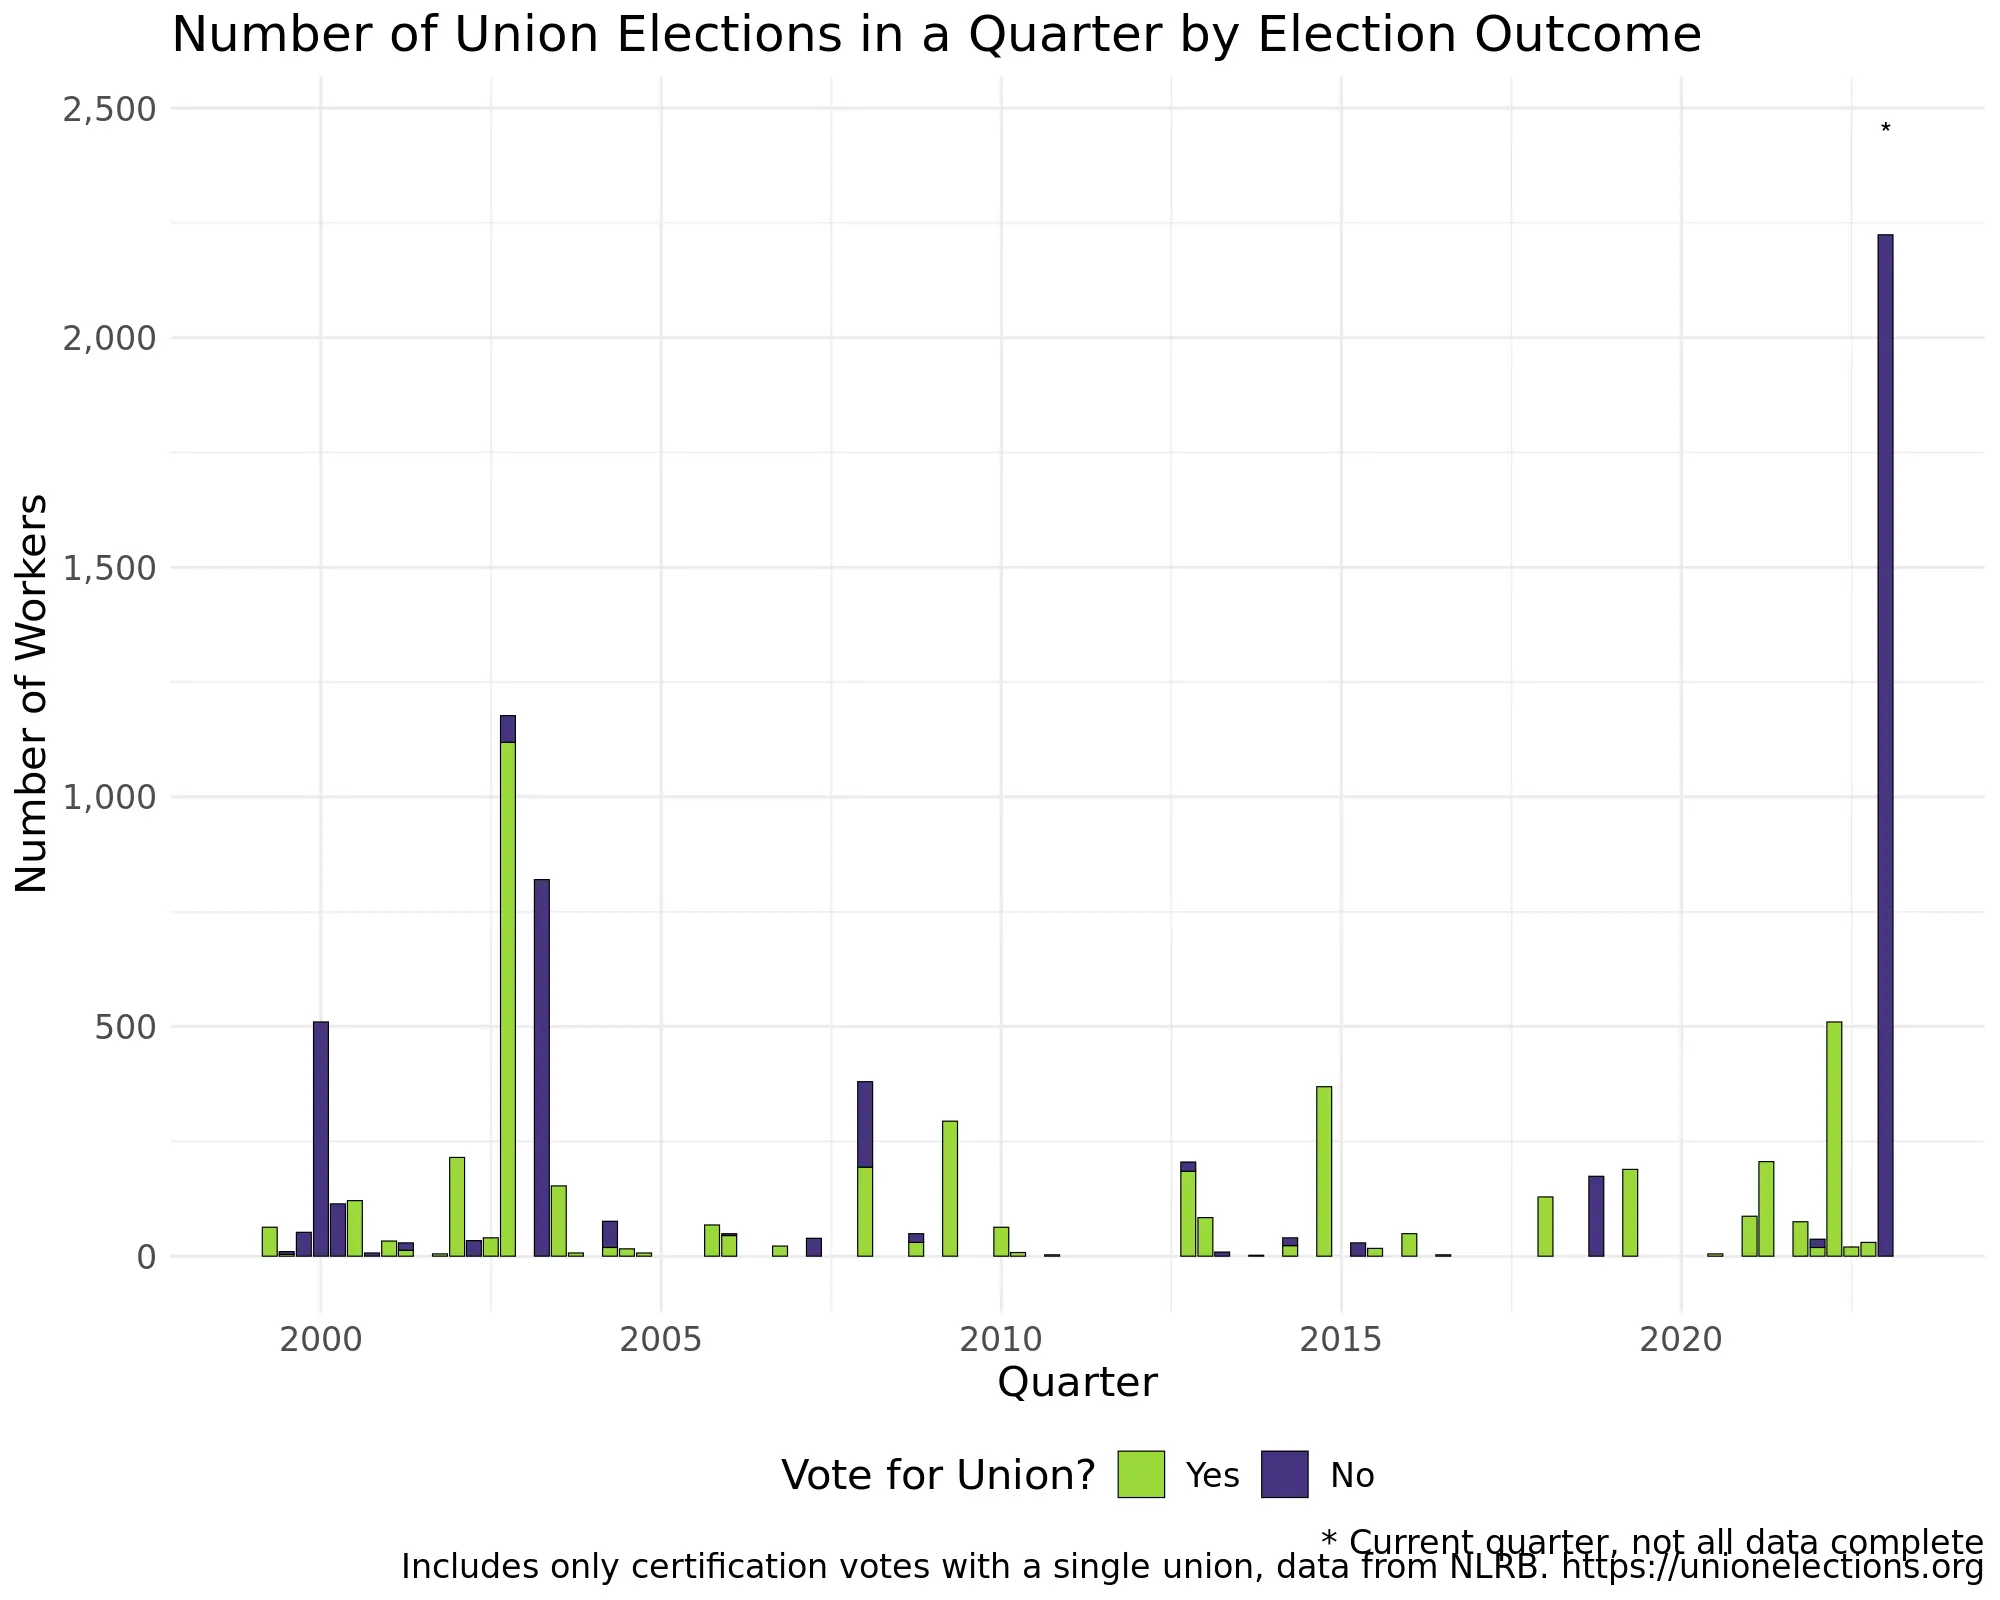 Number of Union Elections in a Quarter by Election Outcome
2,500
*
2,000
1,500
1,000
500
0
Number of Workers
2000 2005 2010 2015 2020
Quarter
Vote for Union? Yes No
* Current quarter, not all data complete
Includes only certification votes with a single union, data from NLRB. https://unionelections.org